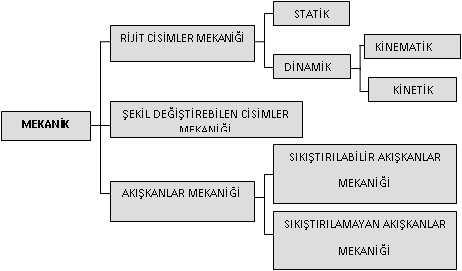 MEKANİK
RİJİT CİSİMLER MEKANİĞİ
STATİK
DİNAMİK
KİNEMATİK
KİNETİK
ŞEKİL DEĞİŞTİREBİLEN CİSİMLER
MEKANİĞİ
AKIŞKANLAR MEKANİĞİ
SIKIŞTIRILABİLİR AKIŞKANLAR
MEKANİĞİ
SIKIŞTIRILAMAYAN AKIŞKANLAR
MEKANİĞİ